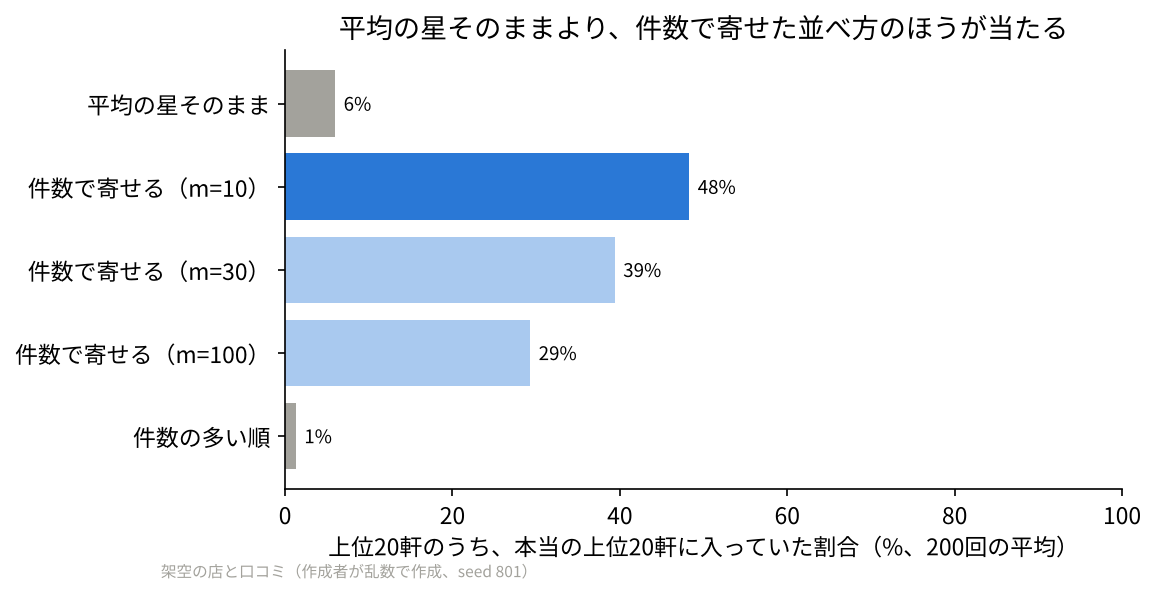 平均の星そのままより、件数で寄せた並べ方のほうが当たる
平均の星そのまま
6%
件数で寄せる（m=10）
48%
件数で寄せる（m=30）
39%
件数で寄せる（m=100）
29%
件数の多い順
1%
0 20 40 60 80 100
上位20軒のうち、本当の上位20軒に入っていた割合（%、200回の平均）
架空の店と口コミ（作成者が乱数で作成、seed 801）